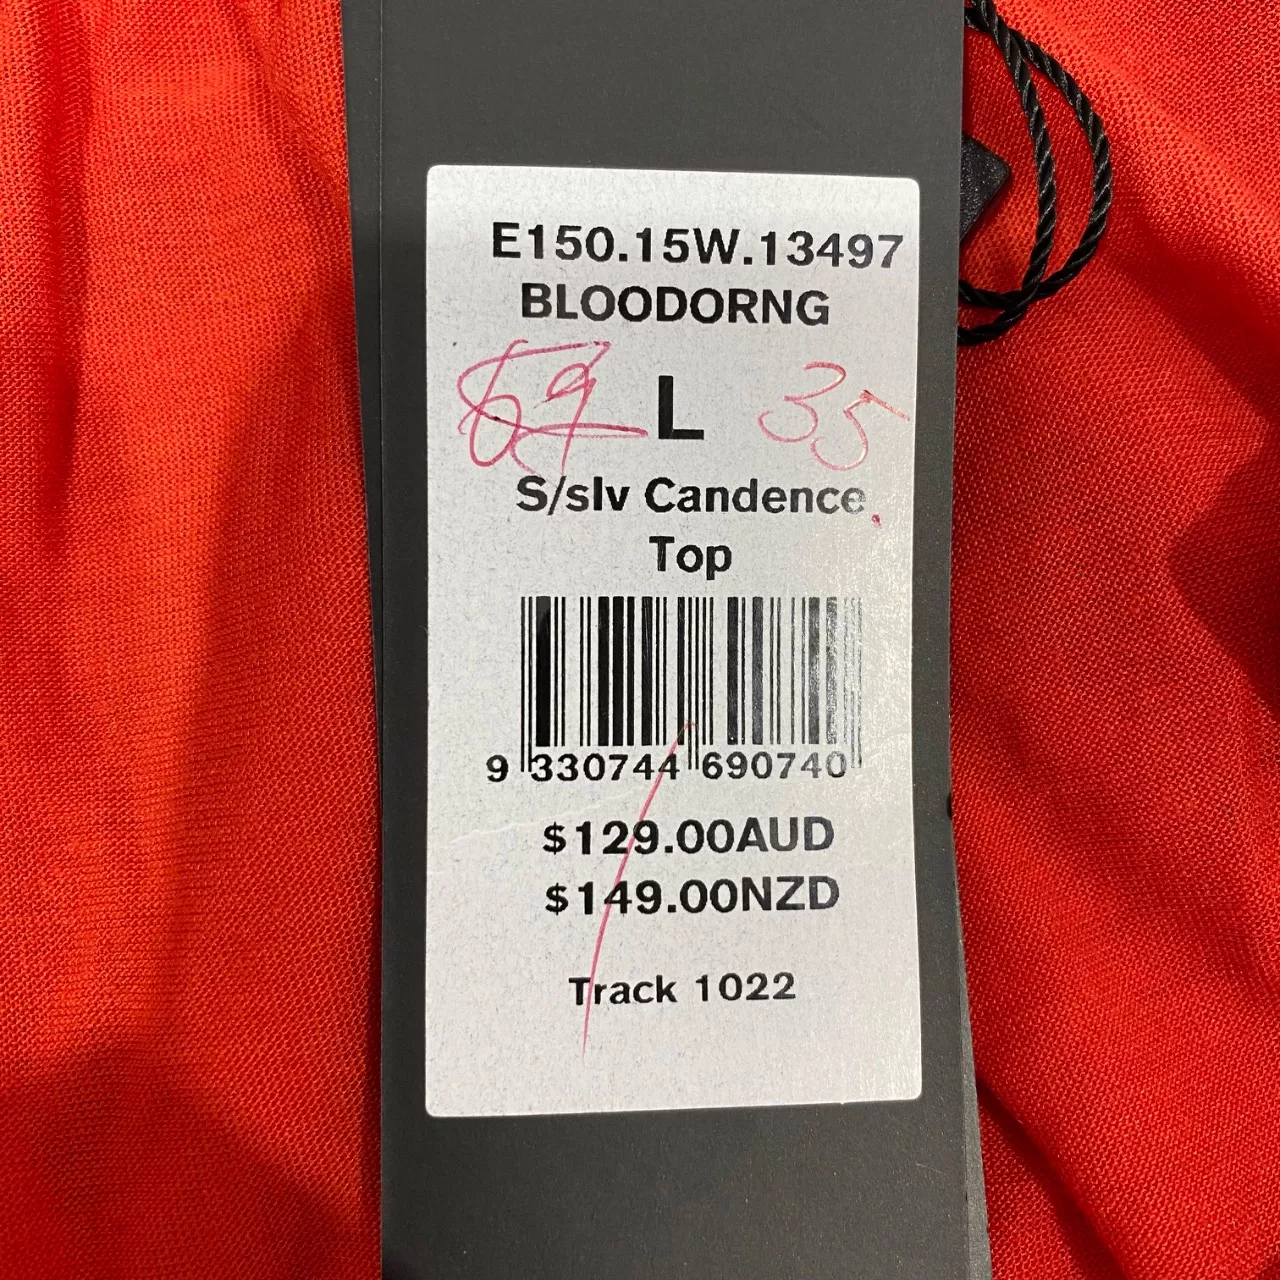 E150.15W.13497
BLOODORNG
69 L 35
S/slv Candence
Top
9 330744 690740
$129.00AUD
$149.00NZD
Track 1022